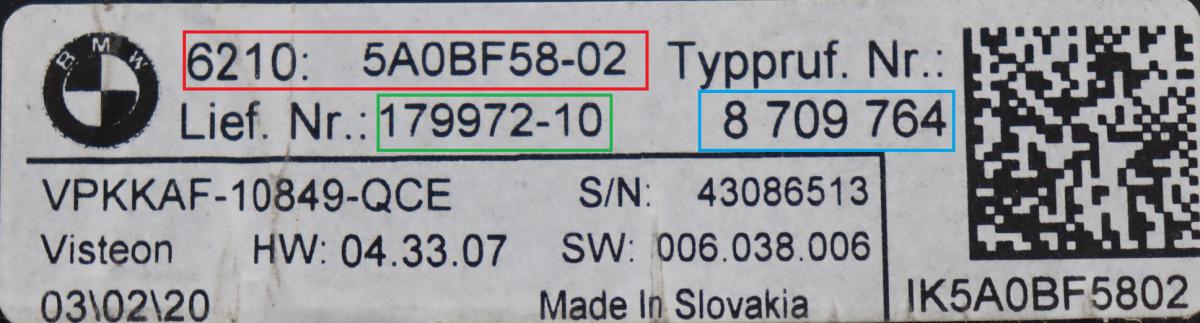 BMW
6210: 5A0BF58-02 Typpruf. Nr.:
Lief. Nr.: 179972-10 8 709 764
VPKKAF-10849-QCE S/N: 43086513
Visteon HW: 04.33.07 SW: 006.038.006
03\02\20 Made In Slovakia IK5A0BF5802